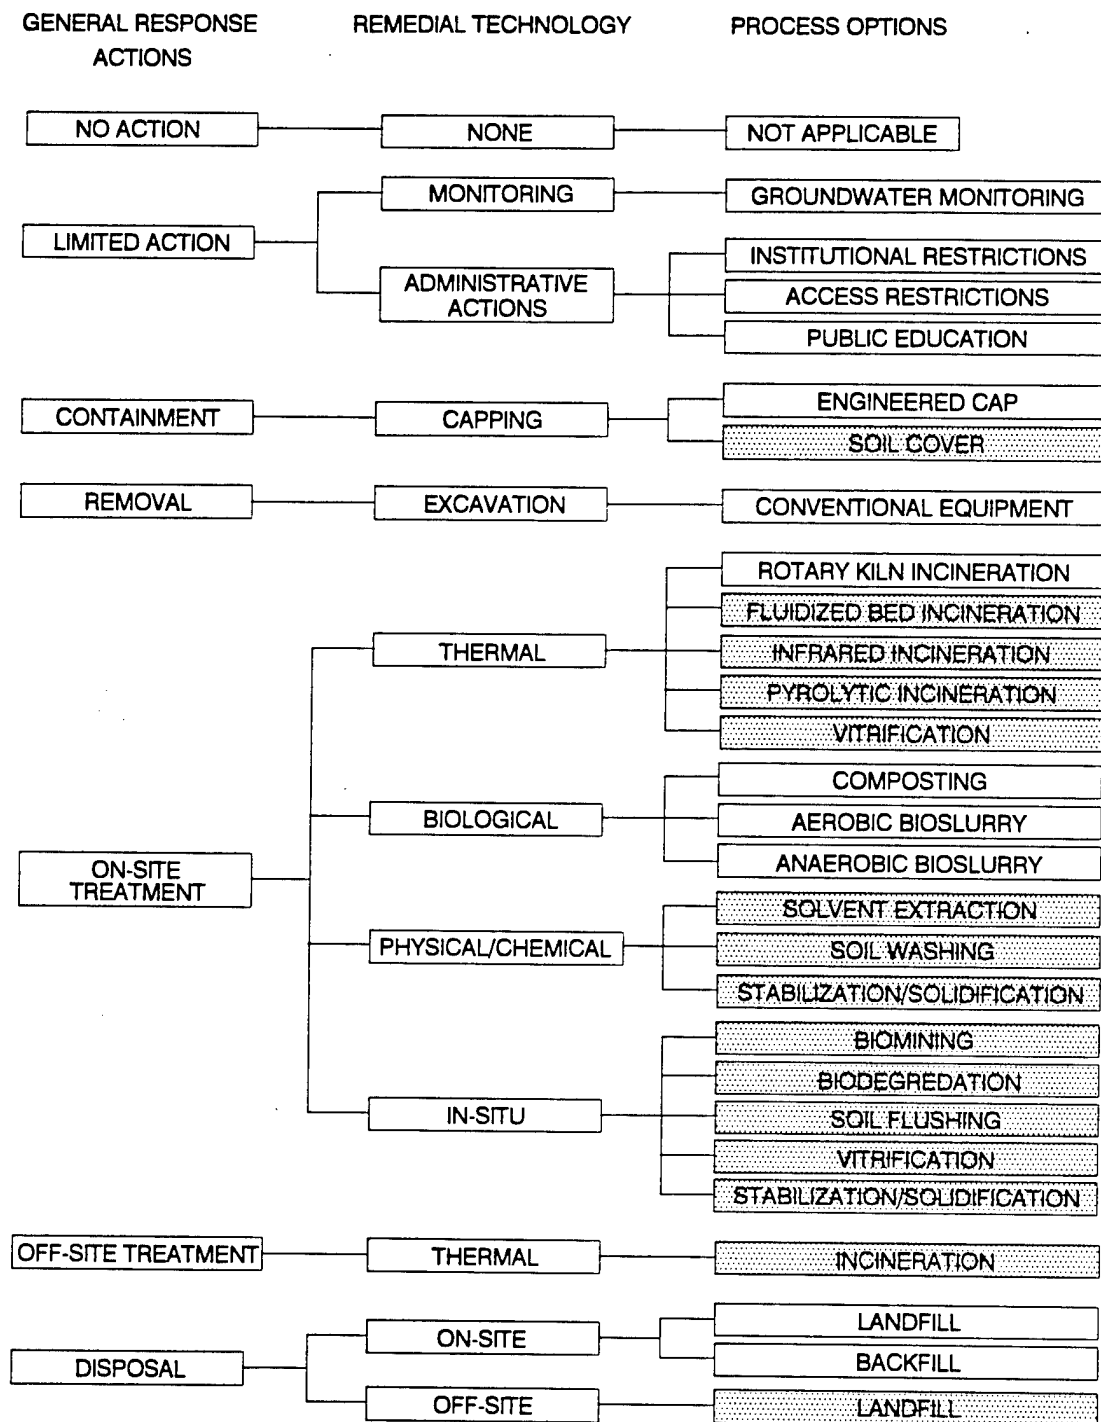 GENERAL RESPONSE
ACTIONS
REMEDIAL TECHNOLOGY
PROCESS OPTIONS
NO ACTION
NONE
NOT APPLICABLE
LIMITED ACTION
MONITORING
GROUNDWATER MONITORING
ADMINISTRATIVE
ACTIONS
INSTITUTIONAL RESTRICTIONS
ACCESS RESTRICTIONS
PUBLIC EDUCATION
CONTAINMENT
CAPPING
ENGINEERED CAP
SOIL COVER
REMOVAL
EXCAVATION
CONVENTIONAL EQUIPMENT
ON-SITE
TREATMENT
THERMAL
ROTARY KILN INCINERATION
FLUIDIZED BED INCINERATION
INFRARED INCINERATION
PYROLYTIC INCINERATION
VITRIFICATION
BIOLOGICAL
COMPOSTING
AEROBIC BIOSLURRY
ANAEROBIC BIOSLURRY
PHYSICAL/CHEMICAL
SOLVENT EXTRACTION
SOIL WASHING
STABILIZATION/SOLIDIFICATION
IN-SITU
BIOMINING
BIODEGREDATION
SOIL FLUSHING
VITRIFICATION
STABILIZATION/SOLIDIFICATION
OFF-SITE TREATMENT
THERMAL
INCINERATION
DISPOSAL
ON-SITE
LANDFILL
BACKFILL
OFF-SITE
LANDFILL